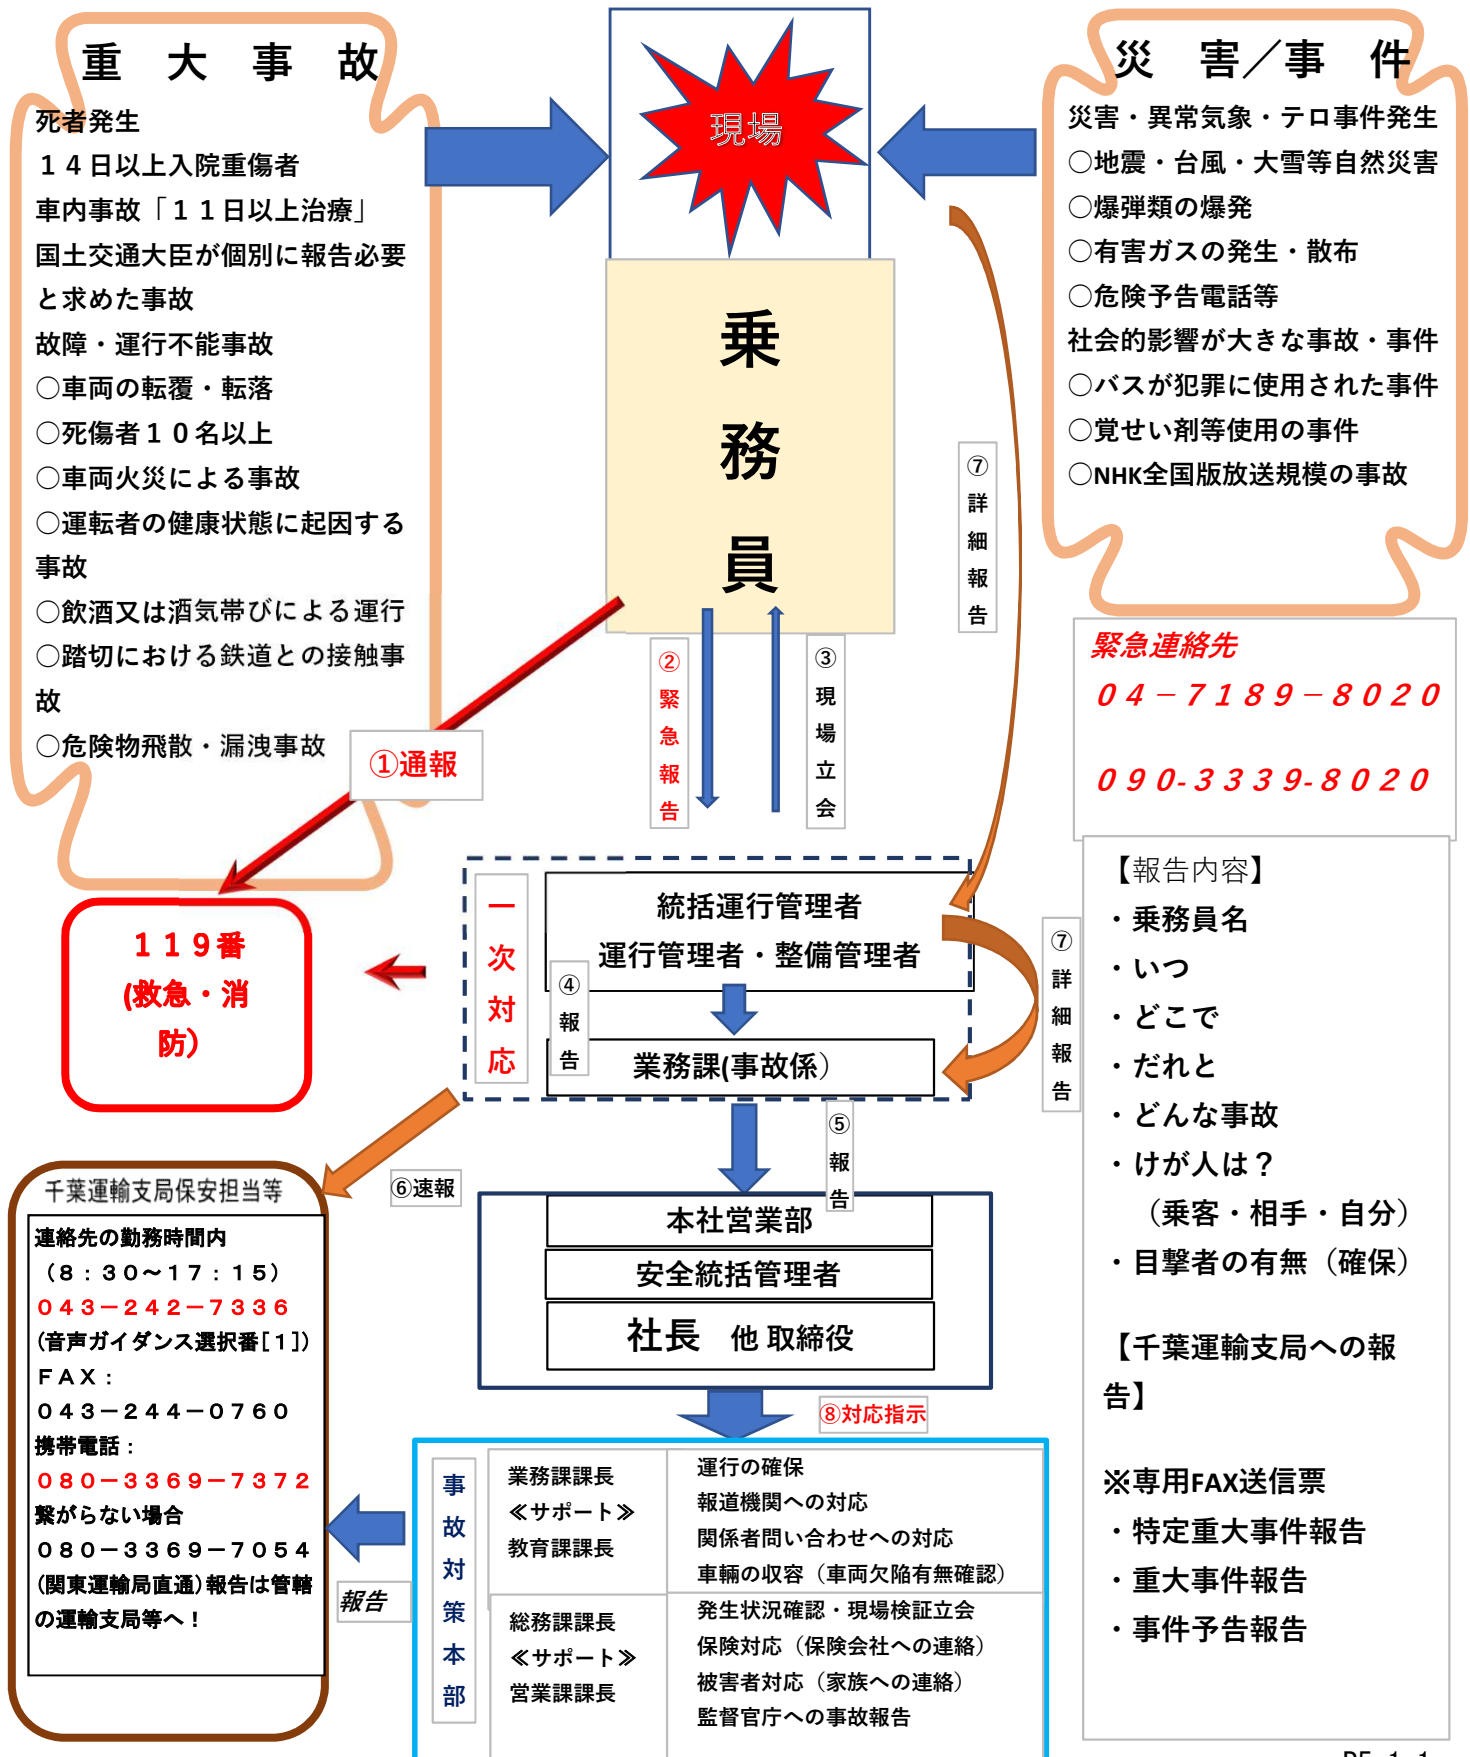 重　大　事　故
死者発生
１４日以上入院重傷者
車内事故「１１日以上治療」
国土交通大臣が個別に報告必要
と求めた事故
故障・運行不能事故
〇車両の転覆・転落
〇死傷者１０名以上
〇車両火災による事故
〇運転者の健康状態に起因する
事故
〇飲酒又は酒気帯びによる運行
〇踏切における鉄道との接触事
故
〇危険物飛散・漏洩事故
現場
乗務員
災　害／事　件
災害・異常気象・テロ事件発生
〇地震・台風・大雪等自然災害
〇爆弾類の爆発
〇有害ガスの発生・散布
〇危険予告電話等
社会的影響が大きな事故・事件
〇バスが犯罪に使用された事件
〇覚せい剤等使用の事件
〇NHK全国版放送規模の事故
①通報
②緊急報告
③現場立会
⑦詳細報告
緊急連絡先
０４－７１８９－８０２０
０９０-３３３９-８０２０
１１９番
(救急・消
防）
一次対応
統括運行管理者
運行管理者・整備管理者
④報告
業務課(事故係）
⑦詳細報告
⑤報告
⑥速報
本社営業部
安全統括管理者
社長　他 取締役
⑧対応指示
千葉運輸支局保安担当等
連絡先の勤務時間内
（８：３０～１７：１５）
０４３－２４２－７３３６
(音声ガイダンス選択番[１])
ＦＡＸ：
０４３－２４４－０７６０
携帯電話：
０８０－３３６９－７３７２
繋がらない場合
０８０－３３６９－７０５４
(関東運輸局直通)報告は管轄
の運輸支局等へ！
報告
事故対策本部
業務課課長
≪サポート≫
教育課課長
運行の確保
報道機関への対応
関係者問い合わせへの対応
車輌の収容（車両欠陥有無確認）
総務課課長
≪サポート≫
営業課課長
発生状況確認・現場検証立会
保険対応（保険会社への連絡）
被害者対応（家族への連絡）
監督官庁への事故報告
【報告内容】
・乗務員名
・いつ
・どこで
・だれと
・どんな事故
・けが人は？
（乗客・相手・自分）
・目撃者の有無（確保）
【千葉運輸支局への報
告】
※専用FAX送信票
・特定重大事件報告
・重大事件報告
・事件予告報告